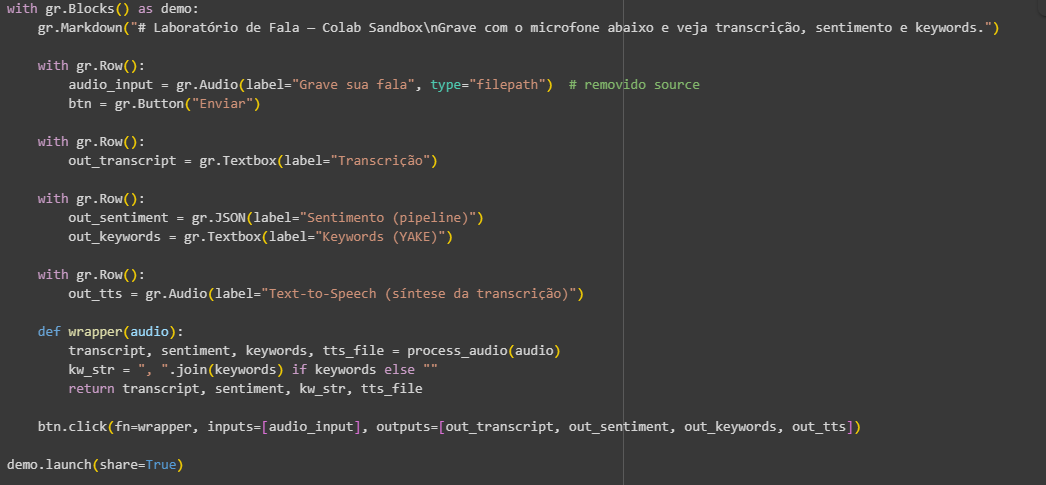 with gr.Blocks() as demo:
    gr.Markdown("# Laboratório de Fala — Colab Sandbox\nGrave com o microfone abaixo e veja transcrição, sentimento e keywords.")

    with gr.Row():
        audio_input = gr.Audio(label="Grave sua fala", type="filepath")  # removido source
        btn = gr.Button("Enviar")

    with gr.Row():
        out_transcript = gr.Textbox(label="Transcrição")

    with gr.Row():
        out_sentiment = gr.JSON(label="Sentimento (pipeline)")
        out_keywords = gr.Textbox(label="Keywords (YAKE)")

    with gr.Row():
        out_tts = gr.Audio(label="Text-to-Speech (síntese da transcrição)")

    def wrapper(audio):
        transcript, sentiment, keywords, tts_file = process_audio(audio)
        kw_str = ", ".join(keywords) if keywords else ""
        return transcript, sentiment, kw_str, tts_file

    btn.click(fn=wrapper, inputs=[audio_input], outputs=[out_transcript, out_sentiment, out_keywords, out_tts])

demo.launch(share=True)